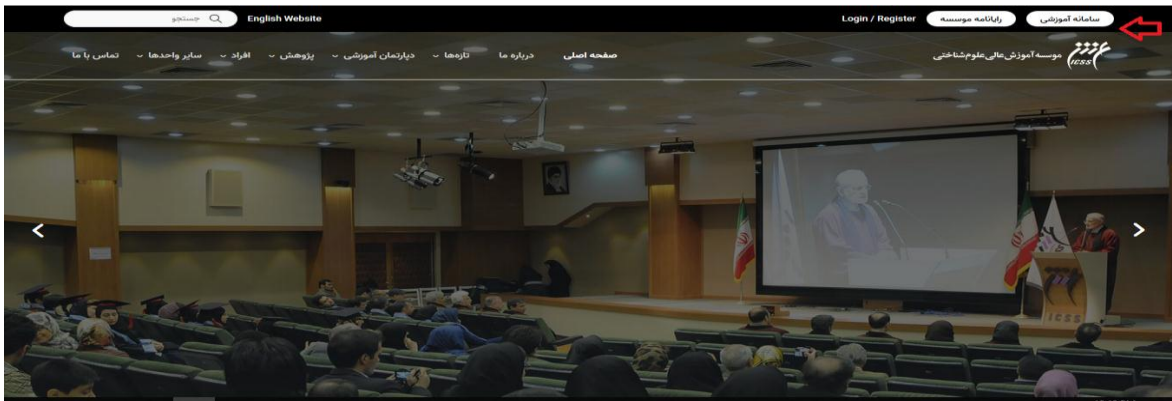 سامانه آموزشی رایانامه موسسه Login / Register English Website جستجو
موسسه آموزش عالی علوم شناختی صفحه اصلی درباره ما تازه‌ها دپارتمان آموزشی پژوهش افراد سایر واحدها تماس با ما
icss
ICSS